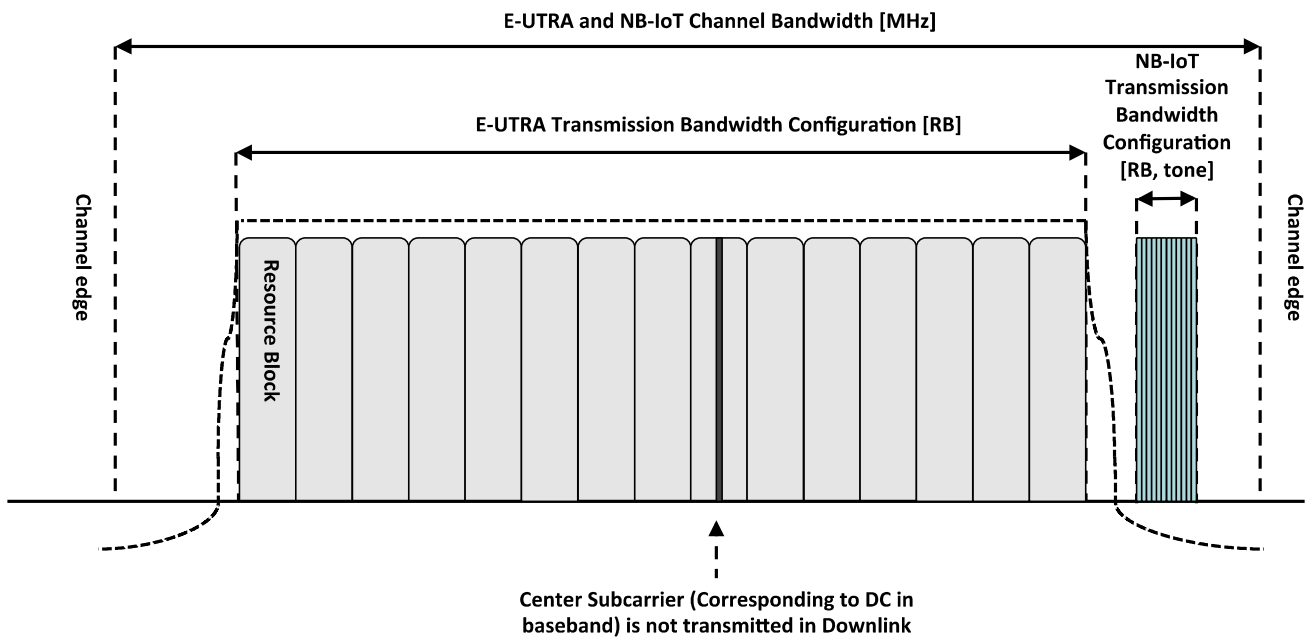 E-UTRA and NB-IoT Channel Bandwidth [MHz]
NB-IoT
Transmission
Bandwidth
Configuration
[RB, tone]
E-UTRA Transmission Bandwidth Configuration [RB]
Channel edge
Resource Block
Channel edge
Center Subcarrier (Corresponding to DC in
baseband) is not transmitted in Downlink